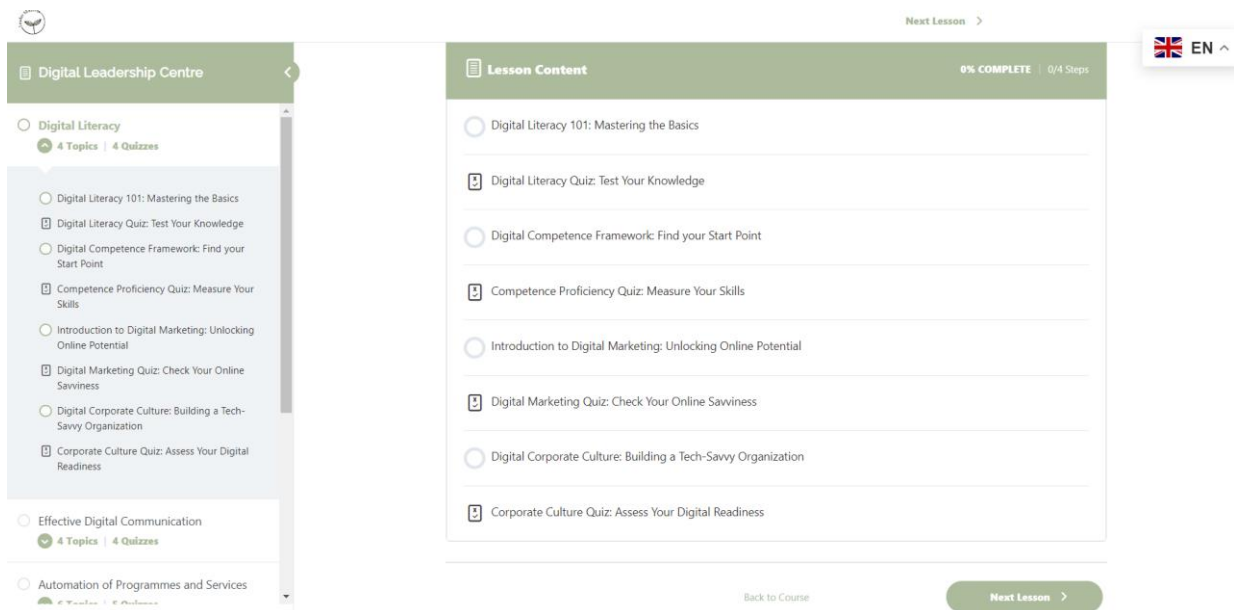 Next Lesson
EN
Digital Leadership Centre
Digital Literacy
4 Topics | 4 Quizzes
Digital Literacy 101: Mastering the Basics
Digital Literacy Quiz: Test Your Knowledge
Digital Competence Framework: Find your
Start Point
Competence Proficiency Quiz: Measure Your
Skills
Introduction to Digital Marketing: Unlocking
Online Potential
Digital Marketing Quiz: Check Your Online
Savviness
Digital Corporate Culture: Building a Tech-
Savvy Organization
Corporate Culture Quiz: Assess Your Digital
Readiness
Effective Digital Communication
4 Topics | 4 Quizzes
Automation of Programmes and Services
Lesson Content
0% COMPLETE | 0/4 Steps
Digital Literacy 101: Mastering the Basics
Digital Literacy Quiz: Test Your Knowledge
Digital Competence Framework: Find your Start Point
Competence Proficiency Quiz: Measure Your Skills
Introduction to Digital Marketing: Unlocking Online Potential
Digital Marketing Quiz: Check Your Online Savviness
Digital Corporate Culture: Building a Tech-Savvy Organization
Corporate Culture Quiz: Assess Your Digital Readiness
Back to Course
Next Lesson